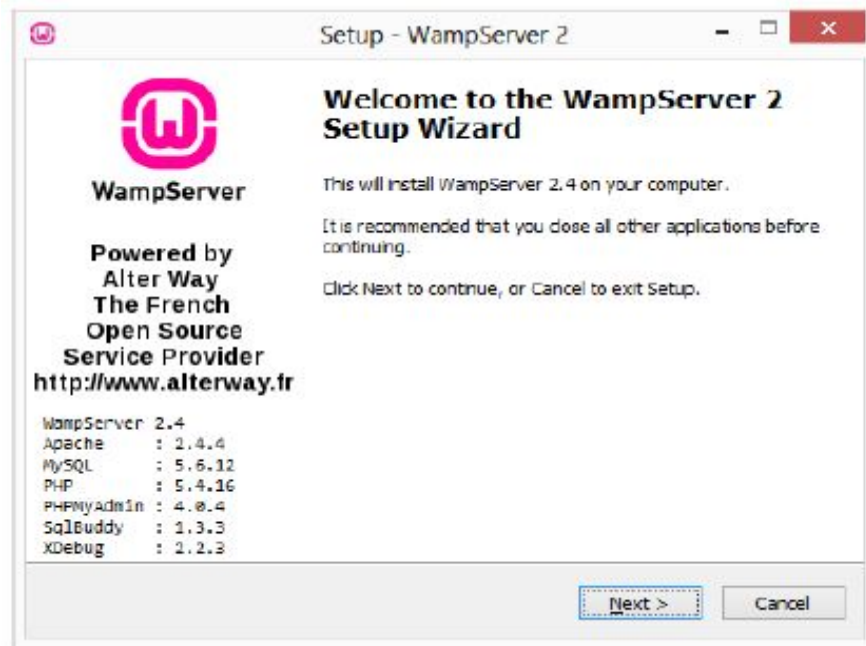 Setup - WampServer 2
WampServer
Powered by
Alter Way
The French
Open Source
Service Provider
http://www.alterway.fr
WampServer 2.4
Apache : 2.4.4
MySQL : 5.6.12
PHP : 5.4.16
PHPMyAdmin : 4.0.4
SqlBuddy : 1.3.3
XDebug : 2.2.3
Welcome to the WampServer 2
Setup Wizard
This will install WampServer 2.4 on your computer.
It is recommended that you close all other applications before
continuing.
Click Next to continue, or Cancel to exit Setup.
Next >
Cancel